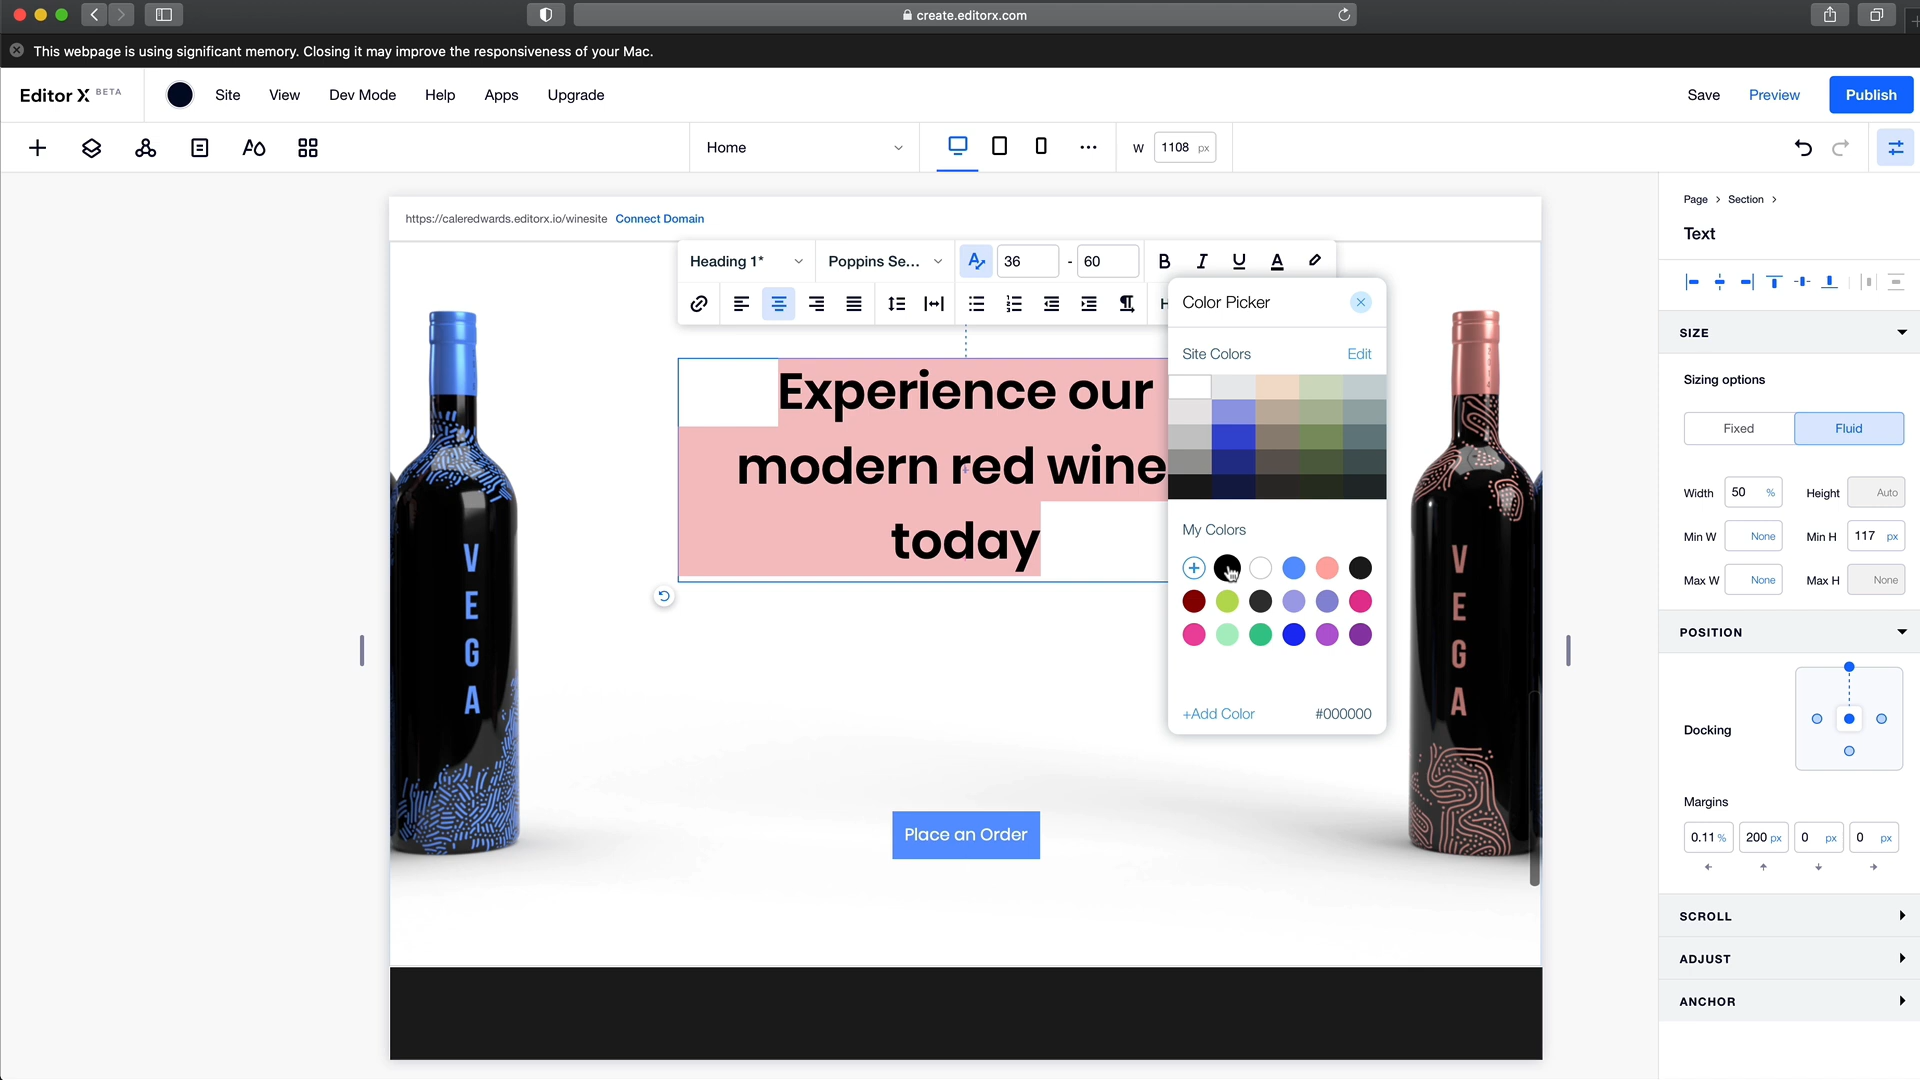 create.editorx.com
This webpage is using significant memory. Closing it may improve the responsiveness of your Mac.
Editor X BETA
Site
View
Dev Mode
Help
Apps
Upgrade
Save
Preview
Publish
Home
W
1108 px
https://caleredwards.editorx.io/winesite Connect Domain
Heading 1*
Poppins Se...
36
-
60
B
I
U
A
H
Color Picker
Site Colors
Edit
My Colors
+Add Color
#000000
Experience our
modern red wine
today
VEGA
VEGA
Place an Order
Page > Section >
Text
SIZE
Sizing options
Fixed
Fluid
Width 50 %
Height Auto
Min W None
Min H 117 px
Max W None
Max H None
POSITION
Docking
Margins
0.11 %
200 px
0 px
0 px
SCROLL
ADJUST
ANCHOR